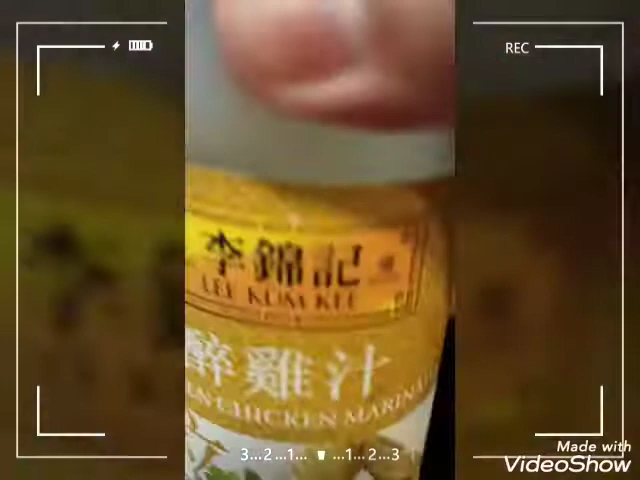 REC
李錦記
LEE KUM KEE
醉雞汁
CHICKEN MARINA
3...2...1... ...1...2...3
Made with
VideoShow